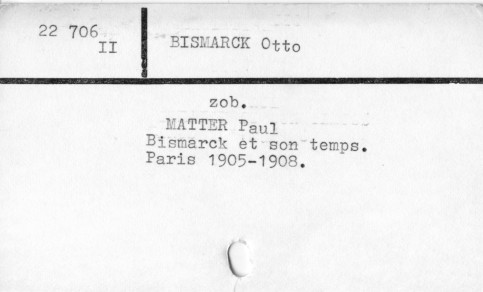 22 706
II
BISMARCK Otto
zob.
MATTER Paul
Bismarck et son temps.
Paris 1905-1908.